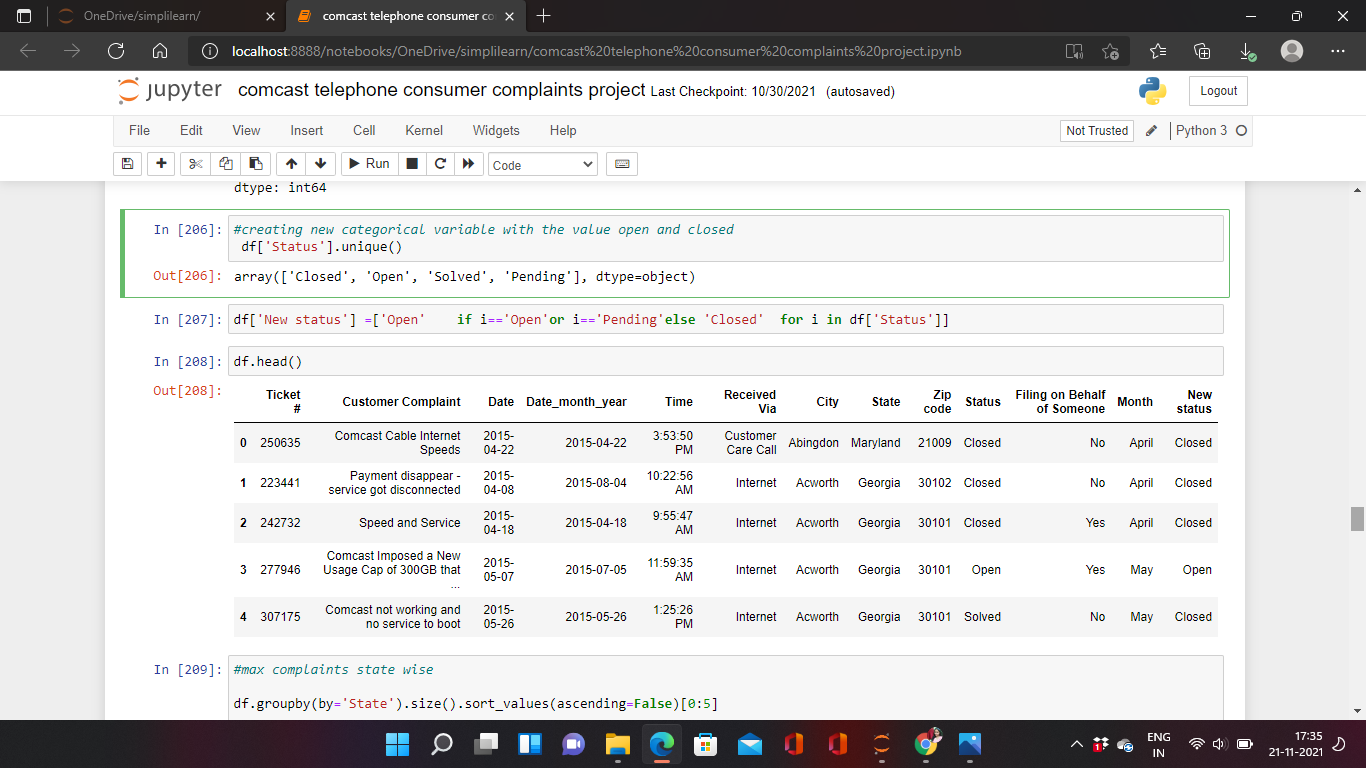 OneDrive/simplilearn/
comcast telephone consumer co
localhost:8888/notebooks/OneDrive/simplilearn/comcast%20telephone%20consumer%20complaints%20project.ipynb
jupyter comcast telephone consumer complaints project Last Checkpoint: 10/30/2021 (autosaved)
Logout
File Edit View Insert Cell Kernel Widgets Help
Not Trusted
Python 3
Run
Code
dtype: int64
In [206]: #creating new categorical variable with the value open and closed
df['Status'].unique()
Out[206]: array(['Closed', 'Open', 'Solved', 'Pending'], dtype=object)
In [207]: df['New status'] =['Open' if i=='Open'or i=='Pending'else 'Closed' for i in df['Status']]
In [208]: df.head()
Out[208]:
Ticket # Customer Complaint Date Date_month_year Time Received Via City State Zip code Status Filing on Behalf of Someone Month New status
0 250635 Comcast Cable Internet Speeds 2015-04-22 2015-04-22 3:53:50 PM Customer Care Call Abingdon Maryland 21009 Closed No April Closed
1 223441 Payment disappear - service got disconnected 2015-04-08 2015-08-04 10:22:56 AM Internet Acworth Georgia 30102 Closed No April Closed
2 242732 Speed and Service 2015-04-18 2015-04-18 9:55:47 AM Internet Acworth Georgia 30101 Closed Yes April Closed
3 277946 Comcast Imposed a New Usage Cap of 300GB that ... 2015-05-07 2015-07-05 11:59:35 AM Internet Acworth Georgia 30101 Open Yes May Open
4 307175 Comcast not working and no service to boot 2015-05-26 2015-05-26 1:25:26 PM Internet Acworth Georgia 30101 Solved No May Closed
In [209]: #max complaints state wise
df.groupby(by='State').size().sort_values(ascending=False)[0:5]
ENG
IN
17:35
21-11-2021